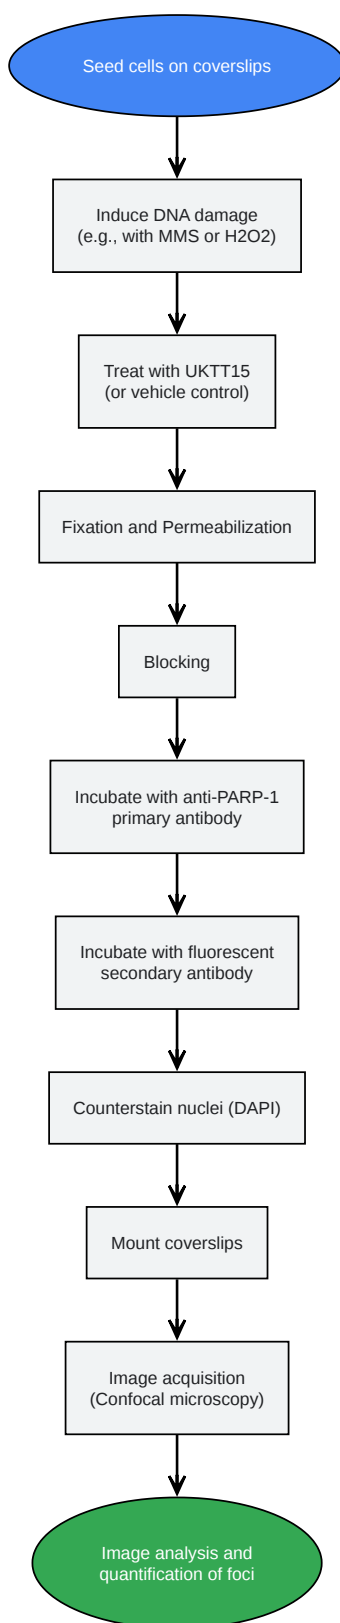 Seed cells on coverslips
Induce DNA damage
(e.g., with MMS or H2O2)
Treat with UKTT15
(or vehicle control)
Fixation and Permeabilization
Blocking
Incubate with anti-PARP-1
primary antibody
Incubate with fluorescent
secondary antibody
Counterstain nuclei (DAPI)
Mount coverslips
Image acquisition
(Confocal microscopy)
Image analysis and
quantification of foci